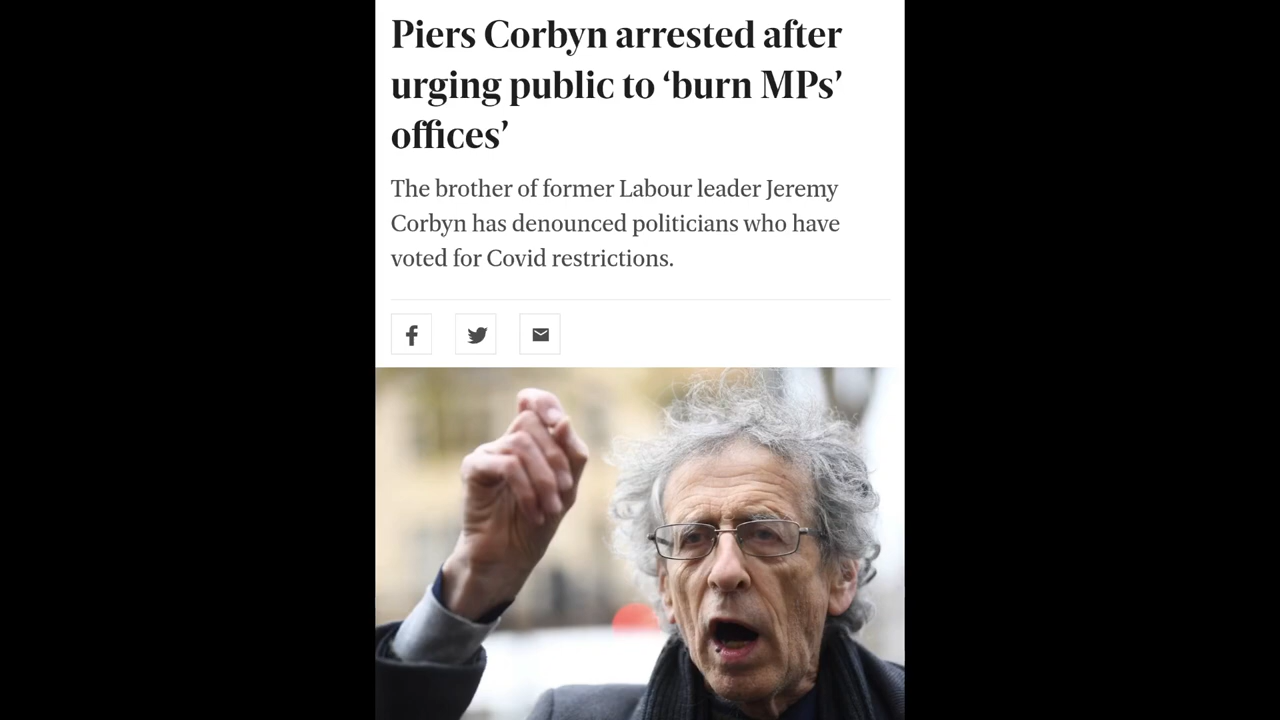 Piers Corbyn arrested after
urging public to ‘burn MPs’
offices’
The brother of former Labour leader Jeremy
Corbyn has denounced politicians who have
voted for Covid restrictions.